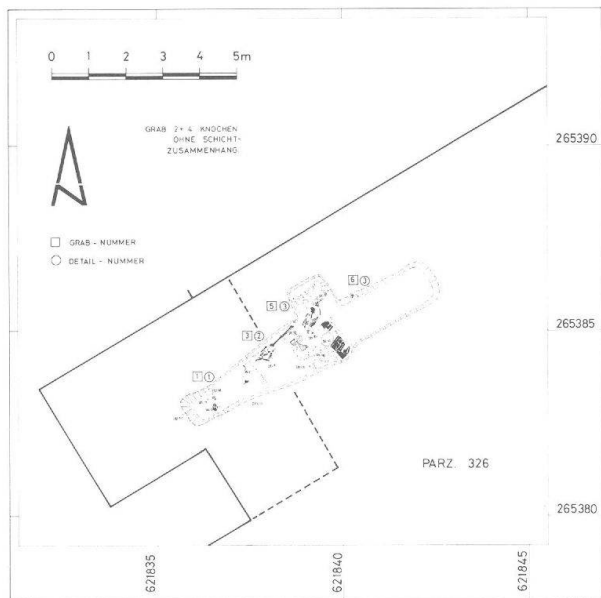 0 1 2 3 4 5m
GRAB 2+4 KNOCHEN
OHNE SCHICHT-
ZUSAMMENHANG
GRAB - NUMMER
DETAIL - NUMMER
265390
6 3
5 3
265385
3 2
1 1
PARZ. 326
265380
621835
621840
621845